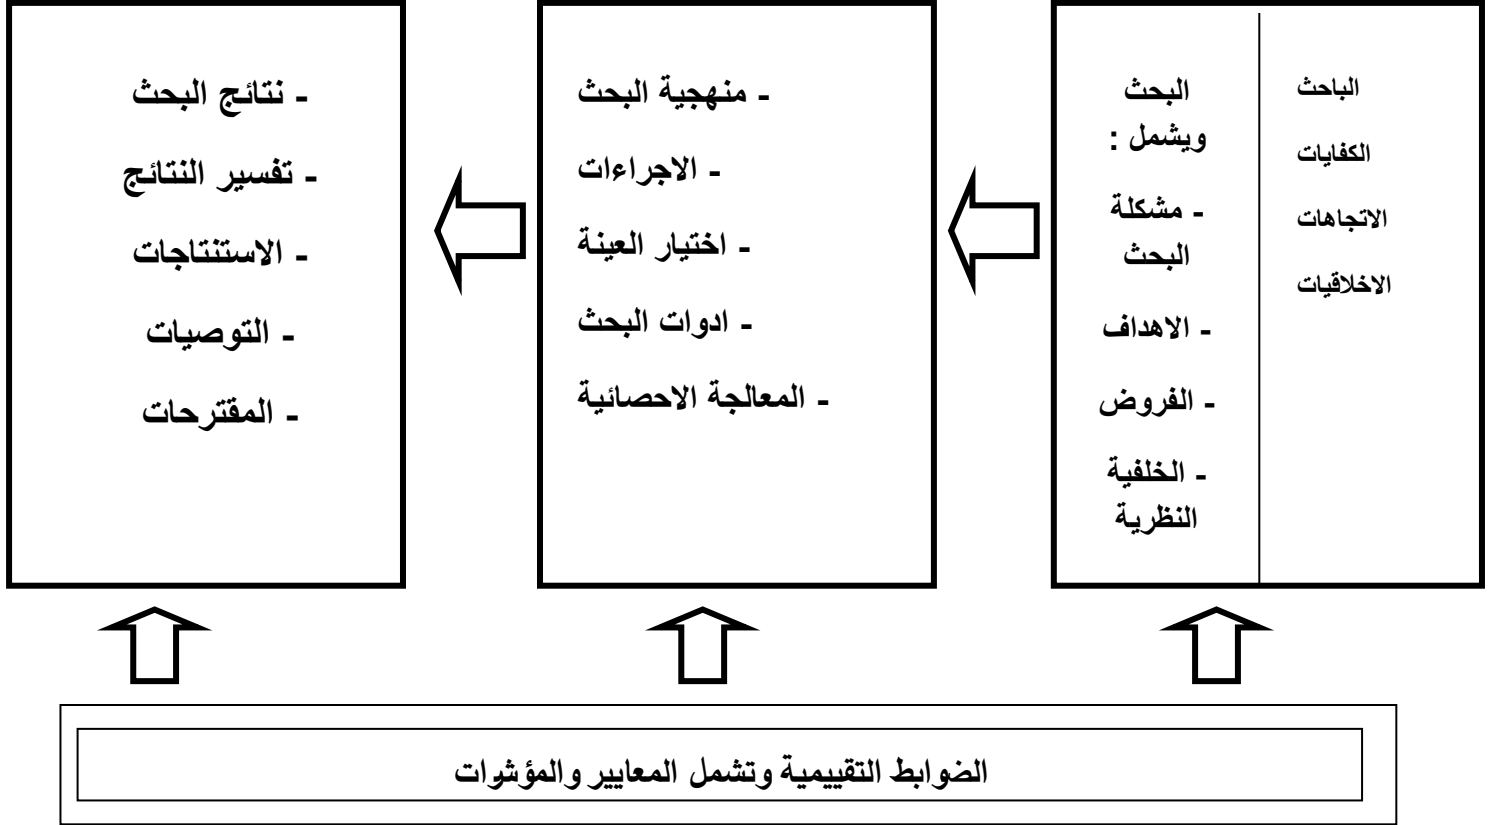 الباحث
الكفايات
الاتجاهات
الاخلاقيات
البحث
ويشمل :
- مشكلة
البحث
- الاهداف
- الفروض
- الخلفية
النظرية
- منهجية البحث
- الاجراءات
- اختيار العينة
- ادوات البحث
- المعالجة الاحصائية
- نتائج البحث
- تفسير النتائج
- الاستنتاجات
- التوصيات
- المقترحات
الضوابط التقييمية وتشمل المعايير والمؤشرات